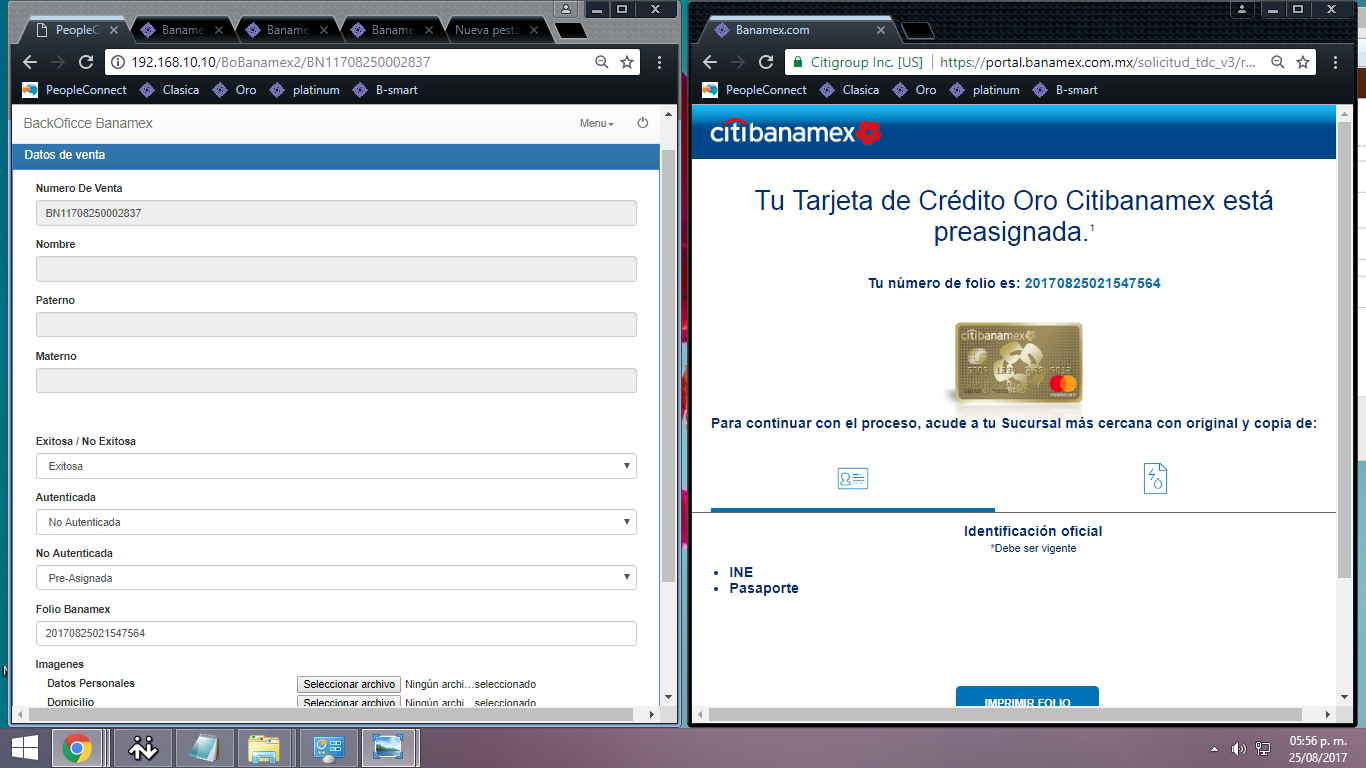 PeopleC
Baname
Baname
Baname
Nueva pesta
192.168.10.10/BoBanamex2/BN11708250002837
PeopleConnect
Clasica
Oro
platinum
B-smart
BackOficce Banamex
Menu
Datos de venta
Numero De Venta
BN11708250002837
Nombre
Paterno
Materno
Exitosa / No Exitosa
Exitosa
Autenticada
No Autenticada
No Autenticada
Pre-Asignada
Folio Banamex
20170825021547564
Imagenes
Datos Personales
Seleccionar archivo Ningún archi...seleccionado
Domicilio
Seleccionar archivo Ningún archi...seleccionado
Banamex.com
Citigroup Inc. [US] https://portal.banamex.com.mx/solicitud_tdc_v3/r...
PeopleConnect
Clasica
Oro
platinum
B-smart
citibanamex
Tu Tarjeta de Crédito Oro Citibanamex está
preasignada.1
Tu número de folio es: 20170825021547564
citibanamex
Para continuar con el proceso, acude a tu Sucursal más cercana con original y copia de:
Identificación oficial
*Debe ser vigente
• INE
• Pasaporte
IMPRIMIR FOLIO
05:56 p. m.
25/08/2017